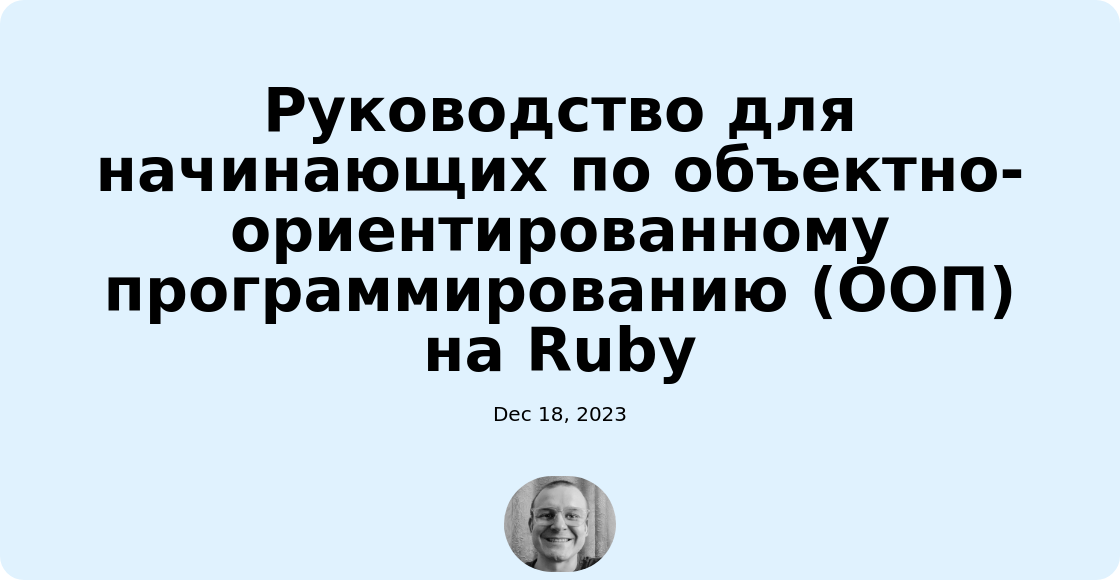 Руководство для
начинающих по объектно-
ориентированному
программированию (ООП)
на Ruby
Dec 18, 2023